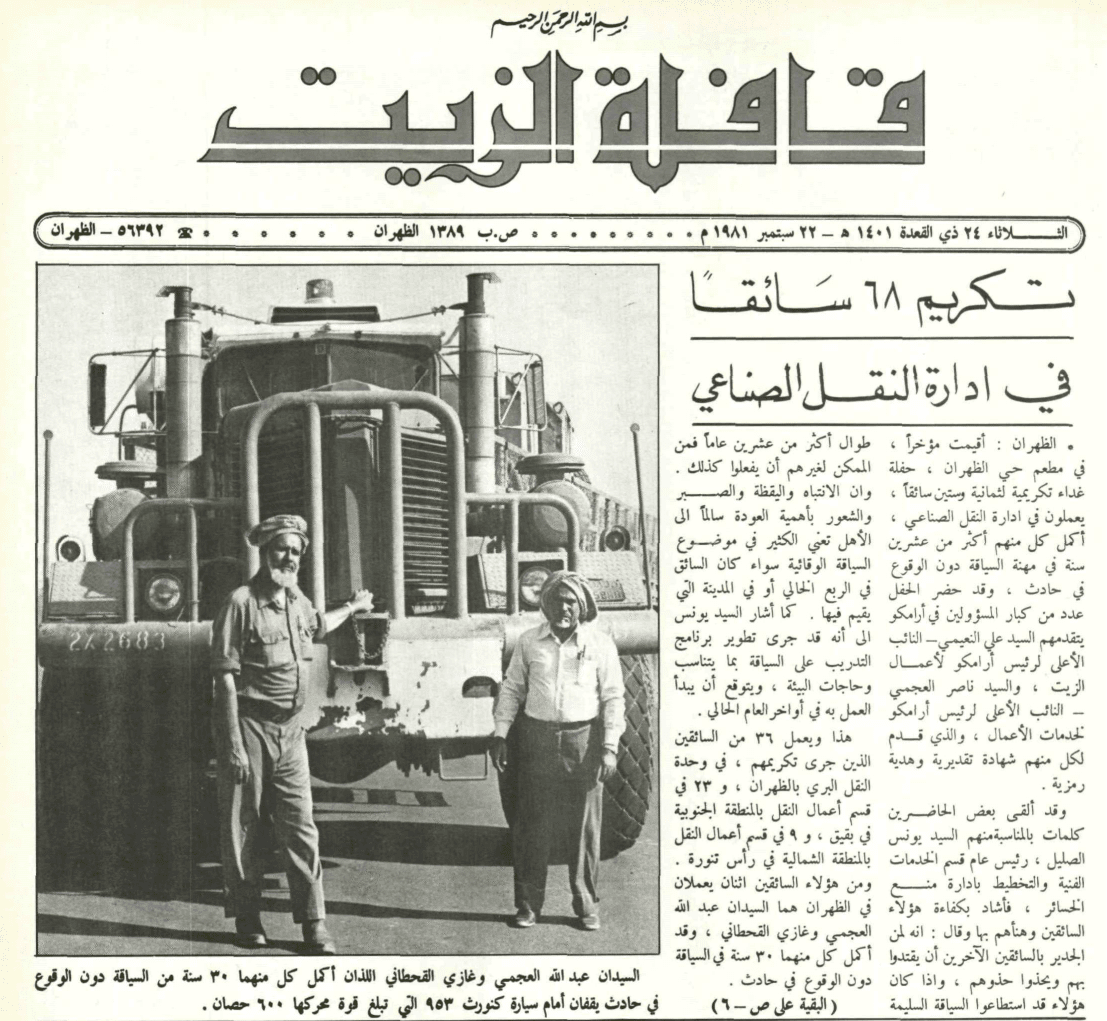 بسم الله الرحمن الرحيم
قافلة الزيت
الثلاثاء ٢٤ ذي القعدة ١٤٠١ هـ – ٢٢ سبتمبر ١٩٨١ م
ص.ب ١٣٨٩ الظهران
☎ ٥٦٣٩٢ – الظهران
تكريم ٦٨ سَائقاً
في ادارة النقل الصناعي
• الظهران : أقيمت مؤخراً ،
في مطعم حي الظهران ، حفلة
غداء تكريمية لثمانية وستين سائقاً ،
يعملون في ادارة النقل الصناعي ،
أكمل كل منهم أكثر من عشرين
سنة في مهنة السياقة دون الوقوع
في حادث ، وقد حضر الحفل
عدد من كبار المسؤولين في أرامكو
يتقدمهم السيد علي النعيمي – النائب
الأعلى لرئيس أرامكو لأعمال
الزيت ، والسيد ناصر العجمي
– النائب الأعلى لرئيس أرامكو
لخدمات الأعمال ، والذي قدم
لكل منهم شهادة تقديرية وهدية
رمزية .
وقد ألقى بعض الحاضرين
كلمات بالمناسبة منهم السيد يونس
الصليل ، رئيس عام قسم الخدمات
الفنية والتخطيط بادارة منع
الخسائر ، فأشاد بكفاءة هؤلاء
السائقين وهنأهم بها وقال : انه لمن
الجدير بالسائقين الآخرين أن يقتدوا
بهم ويحذوا حذوهم ، واذا كان
هؤلاء قد استطاعوا السياقة السليمة
طوال أكثر من عشرين عاماً فمن
الممكن لغيرهم أن يفعلوا كذلك .
وان الانتباه واليقظة والصبر
والشعور بأهمية العودة سالماً الى
الأهل تعني الكثير في موضوع
السياقة الوقائية سواء كان السائق
في الربع الخالي أو في المدينة التي
يقيم فيها . كما أشار السيد يونس
الى أنه قد جرى تطوير برنامج
التدريب على السياقة بما يتناسب
وحاجات البيئة ، ويتوقع أن يبدأ
العمل به في أواخر العام الحالي .
هذا ويعمل ٣٦ من السائقين
الذين جرى تكريمهم ، في وحدة
النقل البري بالظهران ، و ٢٣ في
قسم أعمال النقل بالمنطقة الجنوبية
في بقيق ، و ٩ في قسم أعمال النقل
بالمنطقة الشمالية في رأس تنورة .
ومن هؤلاء السائقين اثنان يعملان
في الظهران هما السيدان عبد الله
العجمي وغازي القحطاني ، وقد
أكمل كل منهما ٣٠ سنة في السياقة
دون الوقوع في حادث .
( البقية على ص – ٦ )
2X2683
السيدان عبد الله العجمي وغازي القحطاني اللذان أكمل كل منهما ٣٠ سنة من السياقة دون الوقوع
في حادث يقفان أمام سيارة كنورث ٩٥٣ التي تبلغ قوة محركها ٦٠٠ حصان .